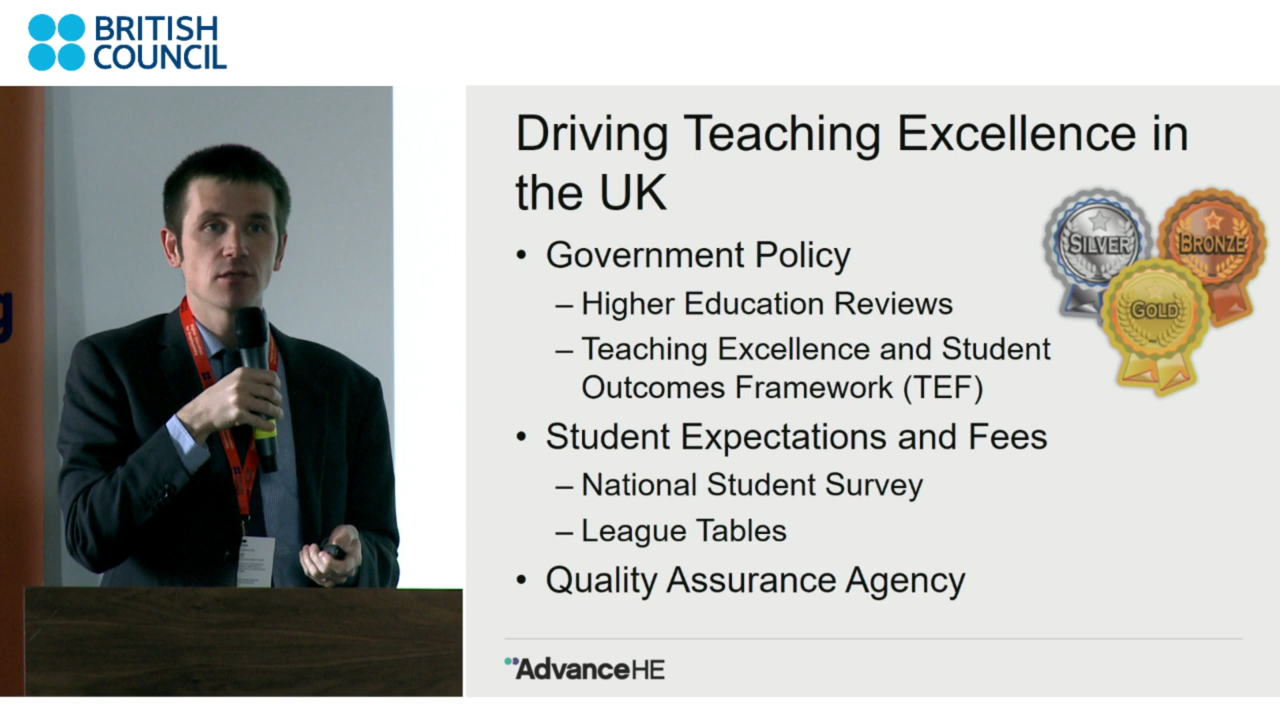 BRITISH
COUNCIL
Driving Teaching Excellence in
the UK
• Government Policy
– Higher Education Reviews
– Teaching Excellence and Student
Outcomes Framework (TEF)
• Student Expectations and Fees
– National Student Survey
– League Tables
• Quality Assurance Agency
SILVER
BRONZE
GOLD
AdvanceHE